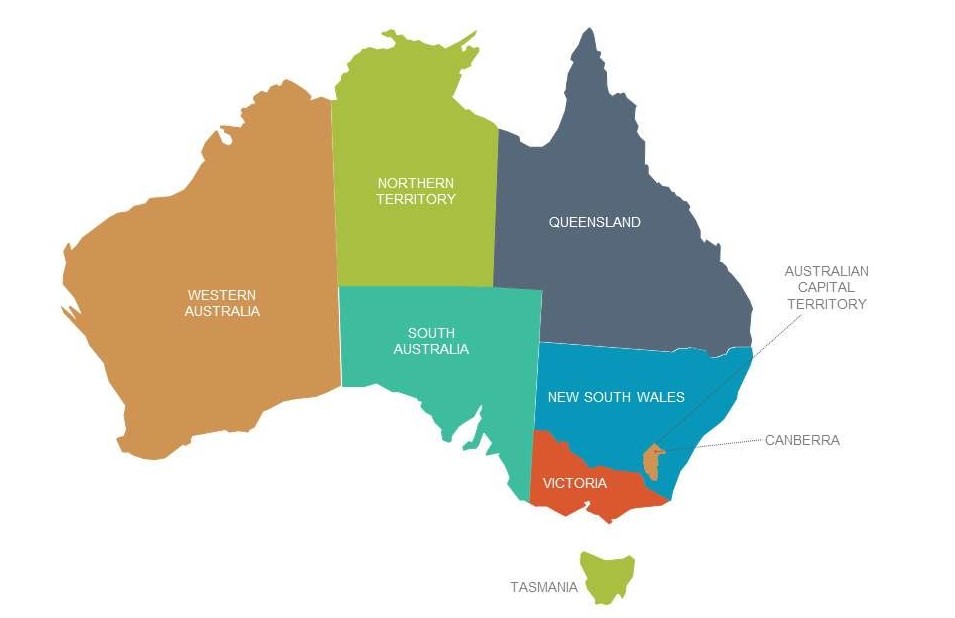 NORTHERN
TERRITORY
QUEENSLAND
AUSTRALIAN
CAPITAL
TERRITORY
WESTERN
AUSTRALIA
SOUTH
AUSTRALIA
NEW SOUTH WALES
CANBERRA
VICTORIA
TASMANIA